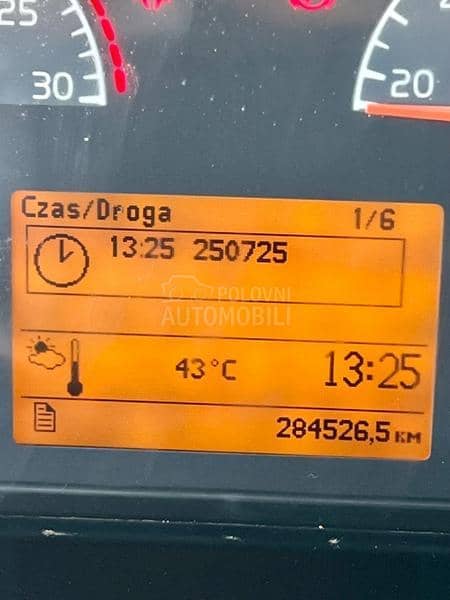 25
30
20
Czas/Droga 1/6
13:25 250725
POLOVNI
AUTOMOBILI
43°C 13:25
284526,5 KM